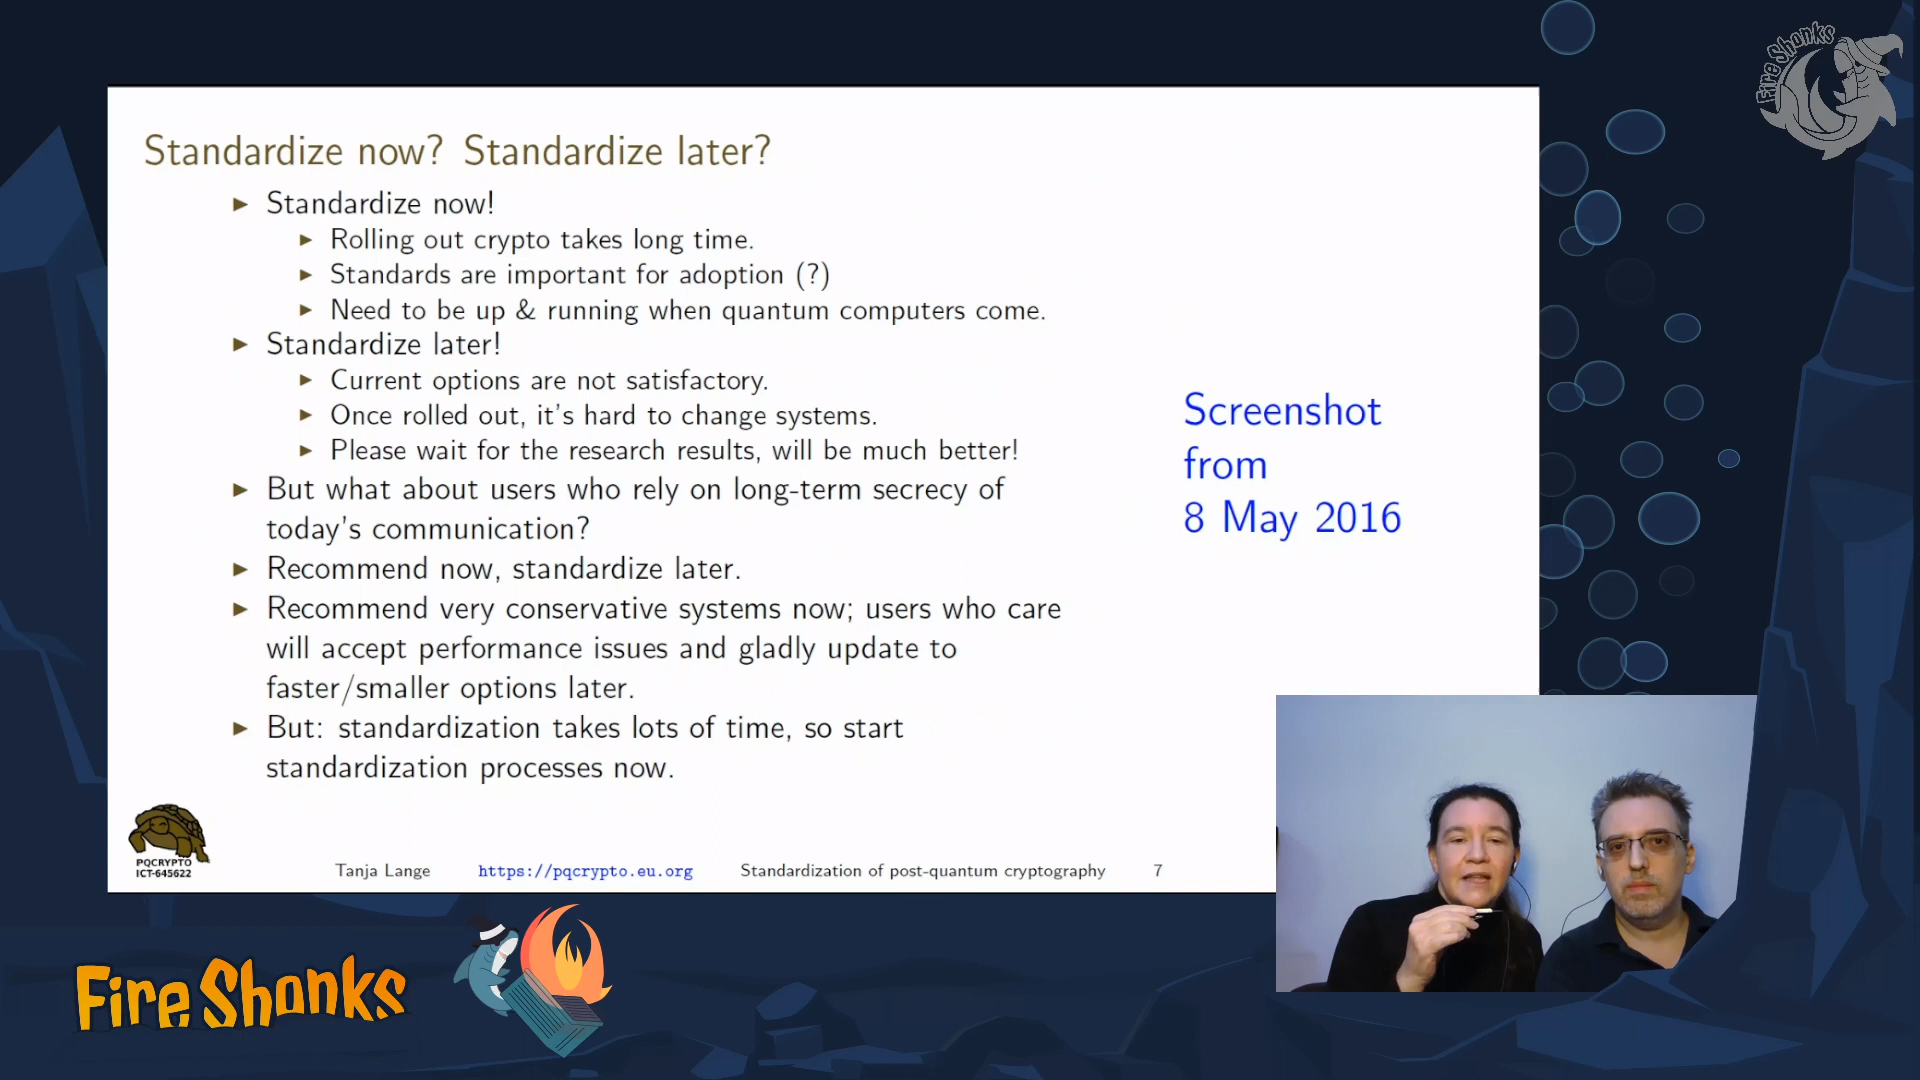 Fire Shonks
Standardize now? Standardize later?
Standardize now!
Rolling out crypto takes long time.
Standards are important for adoption (?)
Need to be up & running when quantum computers come.
Standardize later!
Current options are not satisfactory.
Once rolled out, it's hard to change systems.
Please wait for the research results, will be much better!
But what about users who rely on long-term secrecy of
today's communication?
Recommend now, standardize later.
Recommend very conservative systems now; users who care
will accept performance issues and gladly update to
faster/smaller options later.
But: standardization takes lots of time, so start
standardization processes now.
Screenshot
from
8 May 2016
PQCRYPTO
ICT-645622
Tanja Lange https://pqcrypto.eu.org Standardization of post-quantum cryptography 7
Fire Shonks